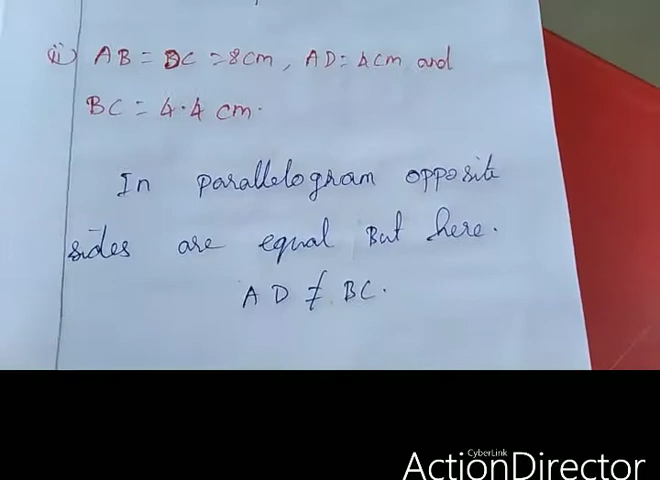 ii) AB = DC = 8cm, AD = 4cm and
BC = 4.4 cm.
In parallelogram opposite
sides are equal But here.
AD ≠ BC.
CyberLink
ActionDirector